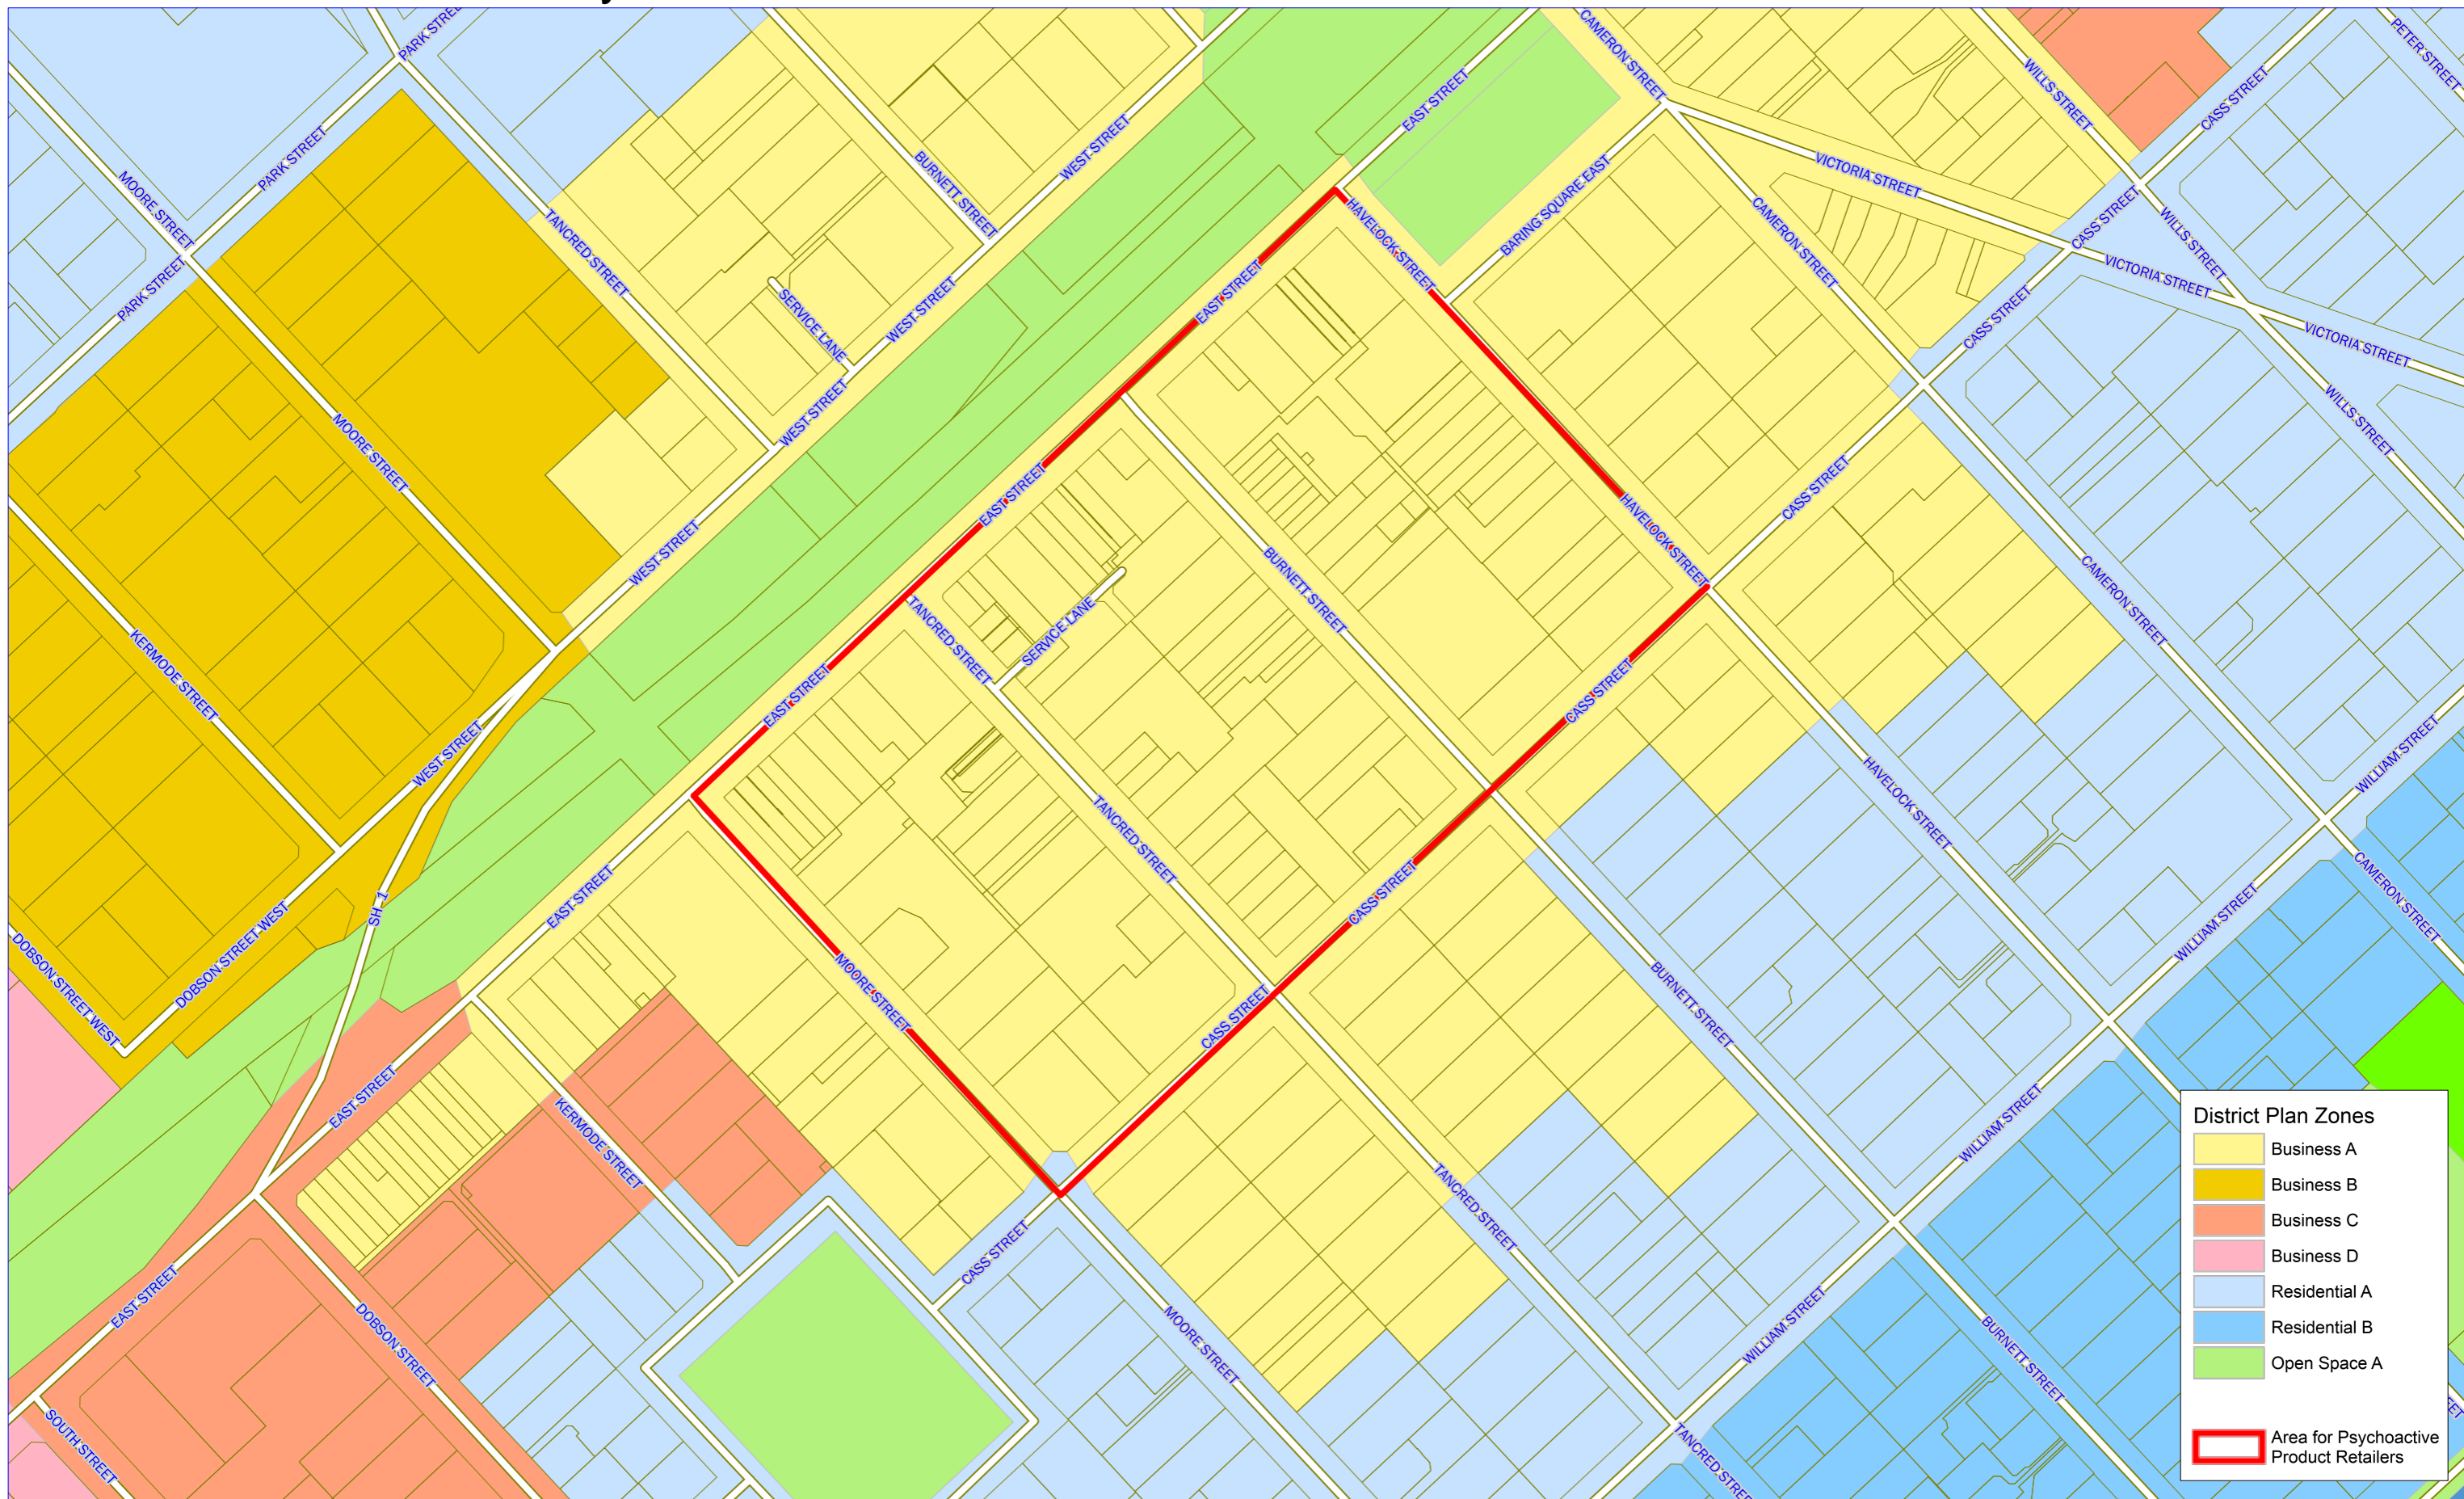 PARK STREET
CAMERON STREET
PETER STREET
WILLS STREET
EAST STREET
CASS STREET
PARK STREET
BURNETT STREET
WEST STREET
VICTORIA STREET
BARING SQUARE EAST
MOORE STREET
TANCRED STREET
HAVELOCK STREET
CAMERON STREET
CASS STREET
WILLS STREET
PARK STREET
SERVICE LANE
WEST STREET
EAST STREET
CASS STREET
VICTORIA STREET
VICTORIA STREET
WEST STREET
MOORE STREET
WILLS STREET
EAST STREET
CASS STREET
HAVELOCK STREET
WEST STREET
BURNETT STREET
CAMERON STREET
KERMODE STREET
TANCRED STREET
SERVICE LANE
EAST STREET
CASS STREET
WEST STREET
WILLIAM STREET
HAVELOCK STREET
TANCRED STREET
CASS STREET
EAST STREET
SH 1
CAMERON STREET
WILLIAM STREET
DOBSON STREET WEST
DOBSON STREET WEST
MOORE STREET
CASS STREET
BURNETT STREET
EAST STREET
KERMODE STREET
WILLIAM STREET
TANCRED STREET
CASS STREET
EAST STREET
DOBSON STREET
MOORE STREET
WILLIAM STREET
BURNETT STREET
SOUTH STREET
District Plan Zones
Business A
Business B
Business C
Business D
Residential A
Residential B
Open Space A
Area for Psychoactive
Product Retailers